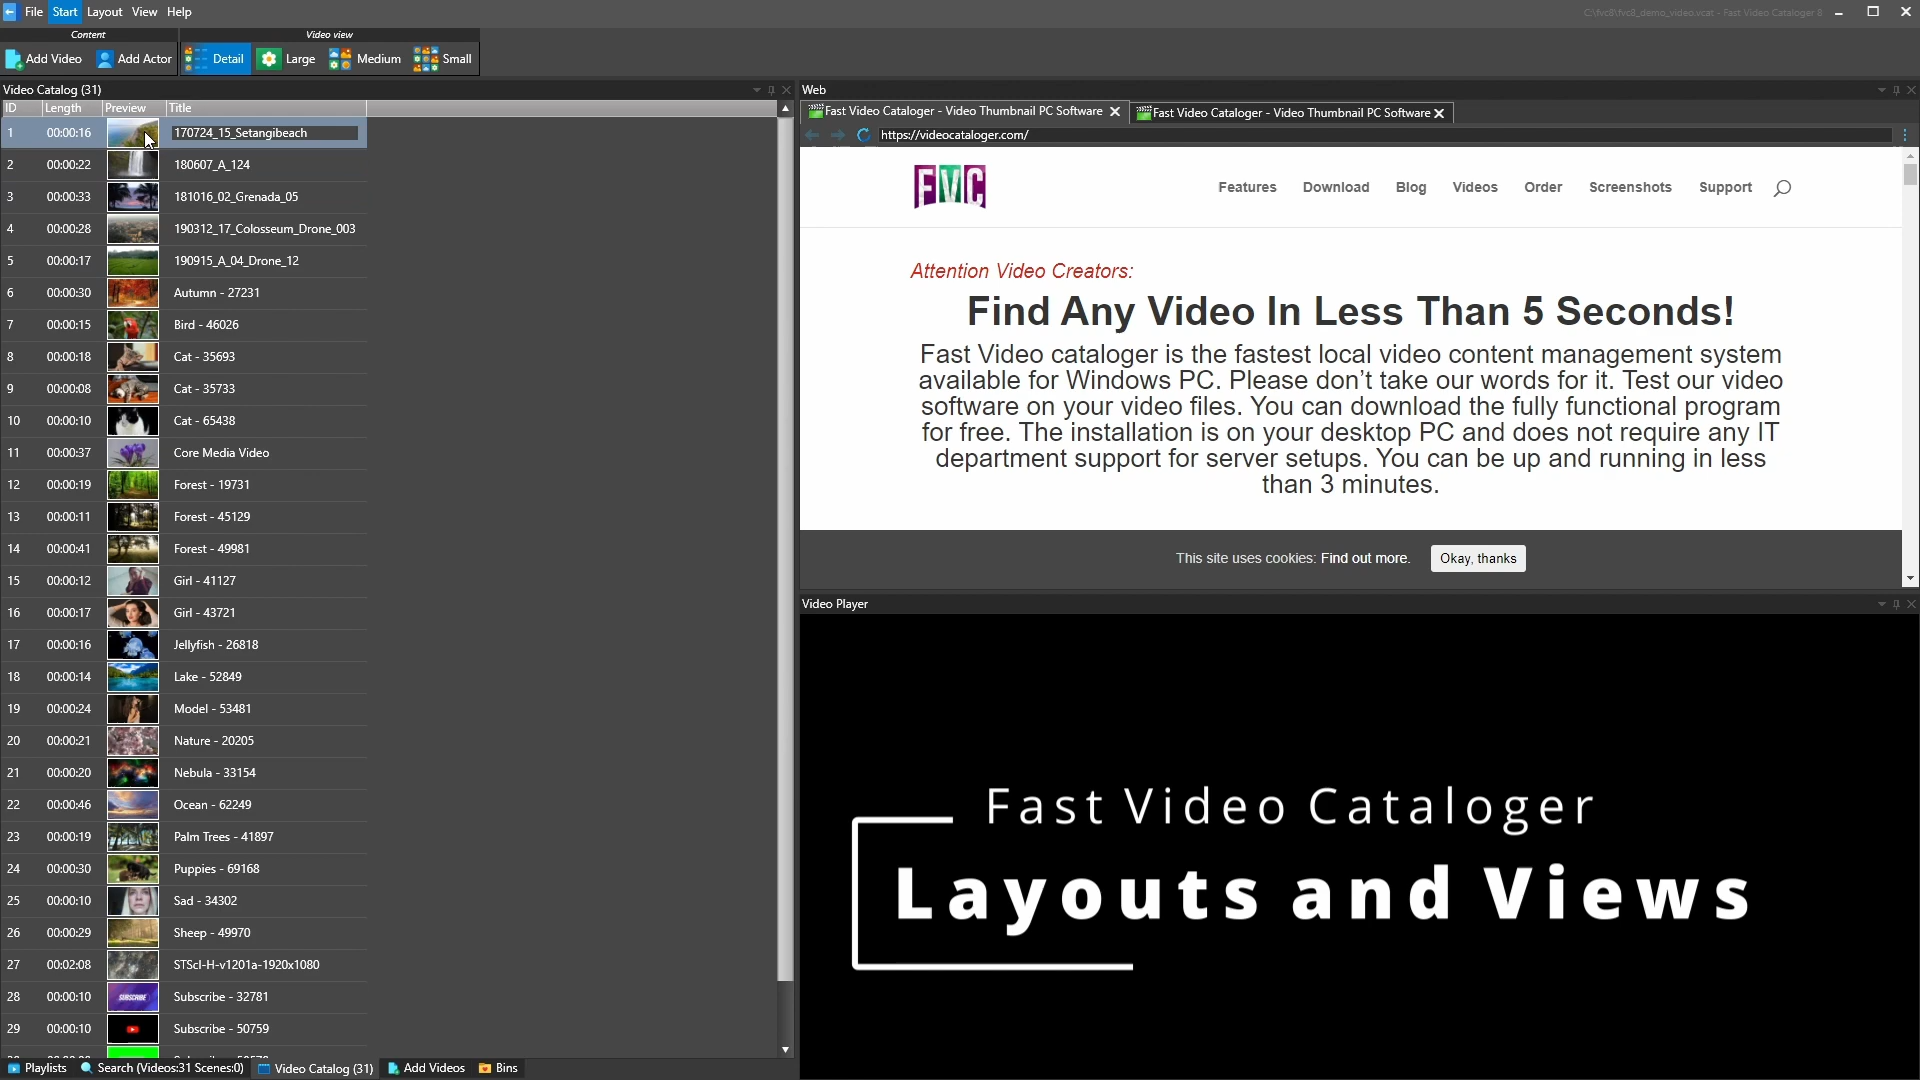 File Start Layout View Help
C:\fvc8\fvc8_demo_video.vcat - Fast Video Cataloger 8
Content
Video view
Add Video Add Actor Detail Large Medium Small
Video Catalog (31)
ID Length Preview Title
1 00:00:16 170724_15_Setangibeach
2 00:00:22 180607_A_124
3 00:00:33 181016_02_Grenada_05
4 00:00:28 190312_17_Colosseum_Drone_003
5 00:00:17 190915_A_04_Drone_12
6 00:00:30 Autumn - 27231
7 00:00:15 Bird - 46026
8 00:00:18 Cat - 35693
9 00:00:08 Cat - 35733
10 00:00:10 Cat - 65438
11 00:00:37 Core Media Video
12 00:00:19 Forest - 19731
13 00:00:11 Forest - 45129
14 00:00:41 Forest - 49981
15 00:00:12 Girl - 41127
16 00:00:17 Girl - 43721
17 00:00:16 Jellyfish - 26818
18 00:00:14 Lake - 52849
19 00:00:24 Model - 53481
20 00:00:21 Nature - 20205
21 00:00:20 Nebula - 33154
22 00:00:46 Ocean - 62249
23 00:00:19 Palm Trees - 41897
24 00:00:30 Puppies - 69168
25 00:00:10 Sad - 34302
26 00:00:29 Sheep - 49970
27 00:02:08 STScI-H-v1201a-1920x1080
28 00:00:10 SUBSCRIBE Subscribe - 32781
29 00:00:10 Subscribe - 50759
Playlists Search (Videos:31 Scenes:0) Video Catalog (31) Add Videos Bins
Web
Fast Video Cataloger - Video Thumbnail PC Software Fast Video Cataloger - Video Thumbnail PC Software
https://videocataloger.com/
FVC
Features Download Blog Videos Order Screenshots Support
Attention Video Creators:
Find Any Video In Less Than 5 Seconds!
Fast Video cataloger is the fastest local video content management system
available for Windows PC. Please don't take our words for it. Test our video
software on your video files. You can download the fully functional program
for free. The installation is on your desktop PC and does not require any IT
department support for server setups. You can be up and running in less
than 3 minutes.
This site uses cookies: Find out more. Okay, thanks
Video Player
Fast Video Cataloger
Layouts and Views